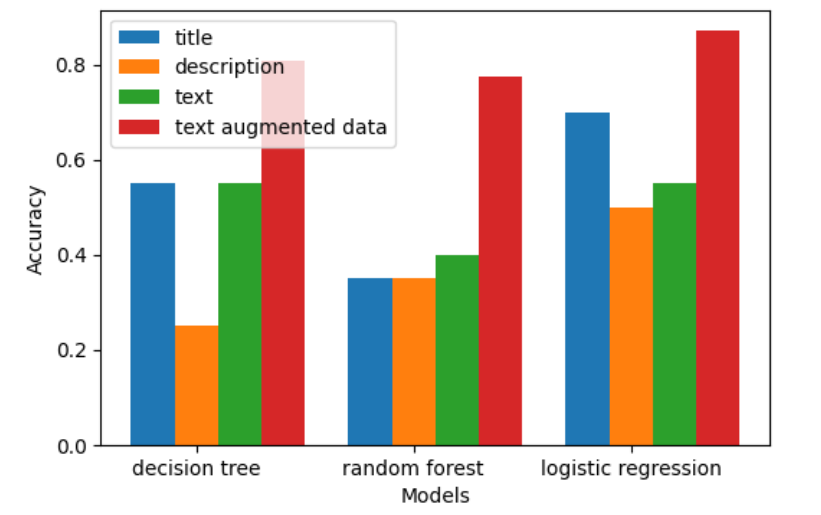 title
description
text
text augmented data
0.8
0.6
0.4
0.2
0.0
Accuracy
decision tree
random forest
logistic regression
Models